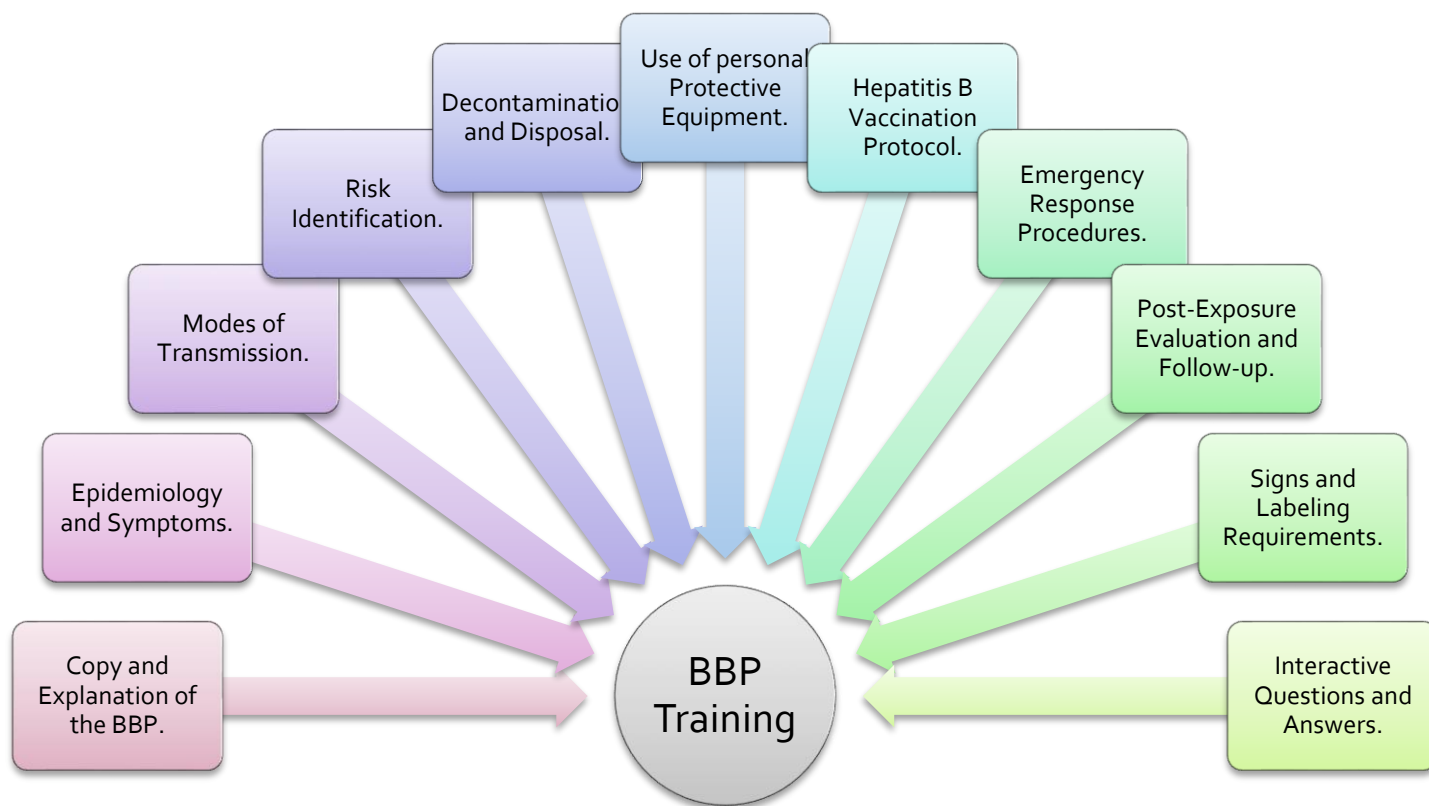 Copy and
Explanation of
the BBP.
Epidemiology
and Symptoms.
Modes of
Transmission.
Risk
Identification.
Decontamination
and Disposal.
Use of personal
Protective
Equipment.
Hepatitis B
Vaccination
Protocol.
Emergency
Response
Procedures.
Post-Exposure
Evaluation and
Follow-up.
Signs and
Labeling
Requirements.
Interactive
Questions and
Answers.
BBP
Training